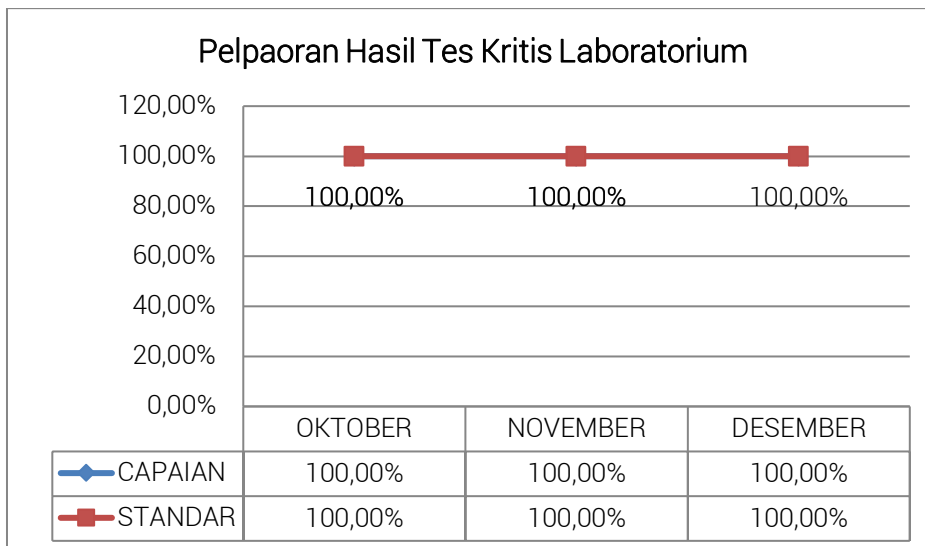 Pelpaoran Hasil Tes Kritis Laboratorium
120,00%
100,00%
100,00% 100,00% 100,00%
80,00%
60,00%
40,00%
20,00%
0,00%
OKTOBER NOVEMBER DESEMBER
CAPAIAN 100,00% 100,00% 100,00%
STANDAR 100,00% 100,00% 100,00%